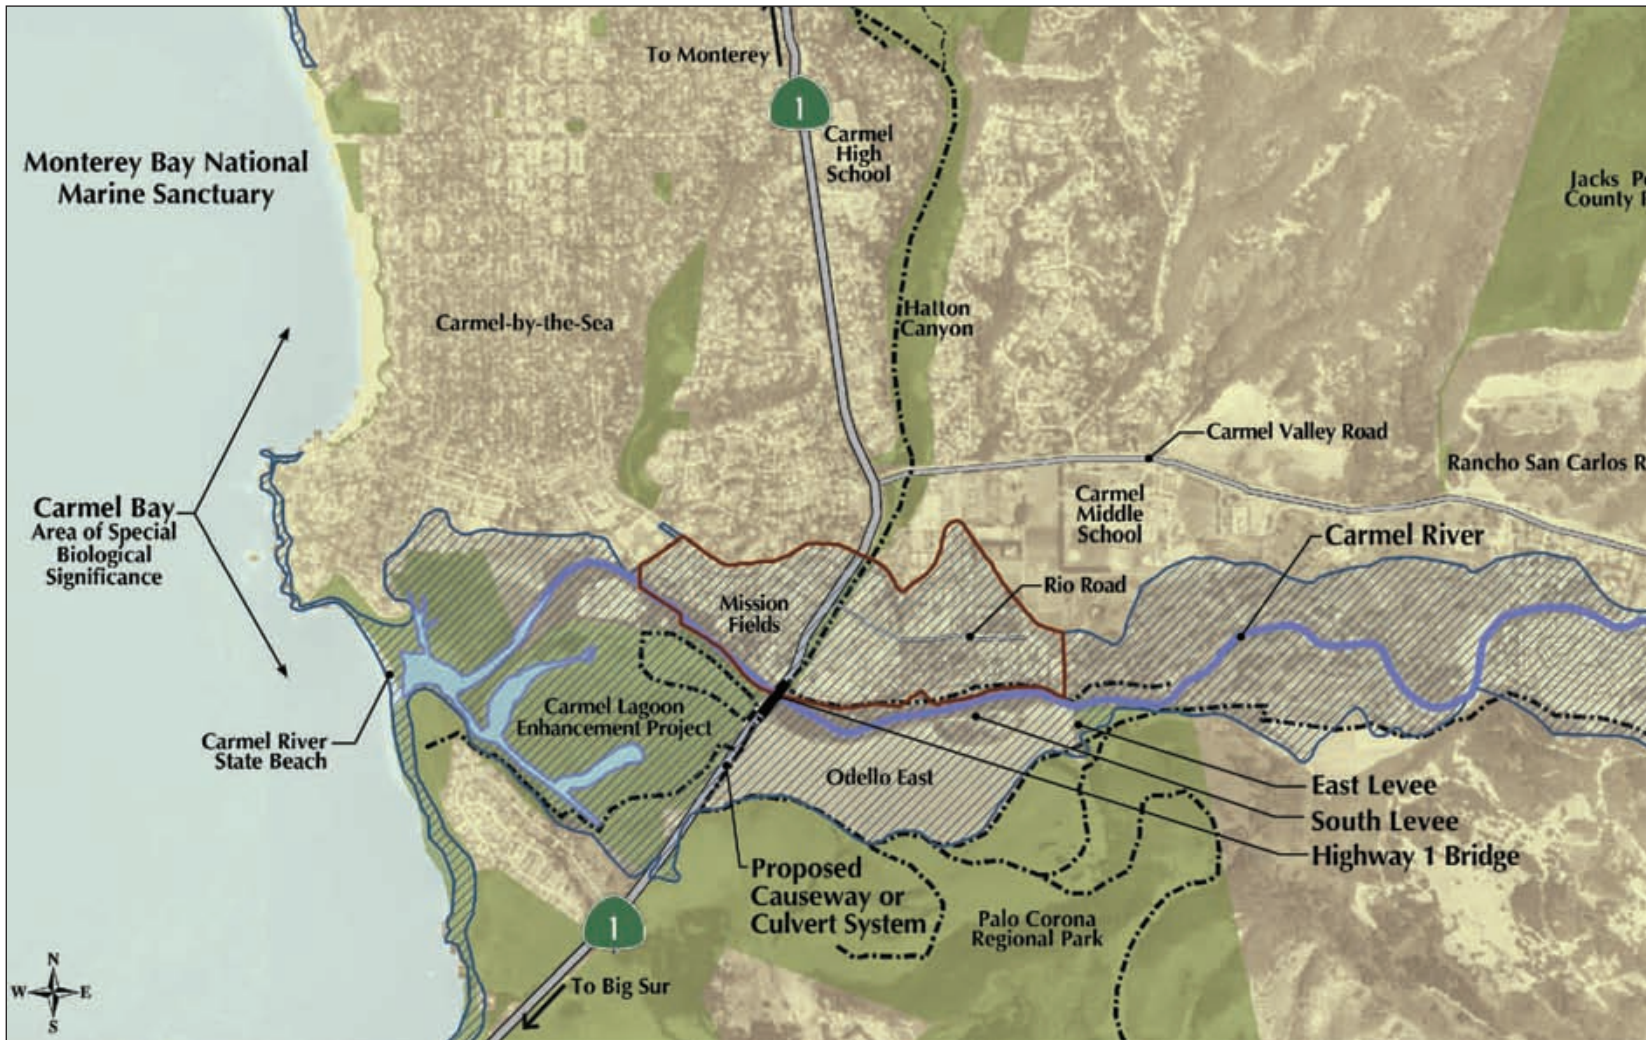 To Monterey
1
Carmel
High
School
Monterey Bay National
Marine Sanctuary
Jacks
County
Hatton
Canyon
Carmel-by-the-Sea
Carmel Valley Road
Rancho San Carlos
Carmel
Middle
School
Carmel Bay
Area of Special
Biological
Significance
Carmel River
Rio Road
Mission
Fields
Carmel Lagoon
Enhancement Project
Carmel River
State Beach
Odello East
East Levee
South Levee
Highway 1 Bridge
Proposed
Causeway or
Culvert System
Palo Corona
Regional Park
1
To Big Sur
N
W E
S